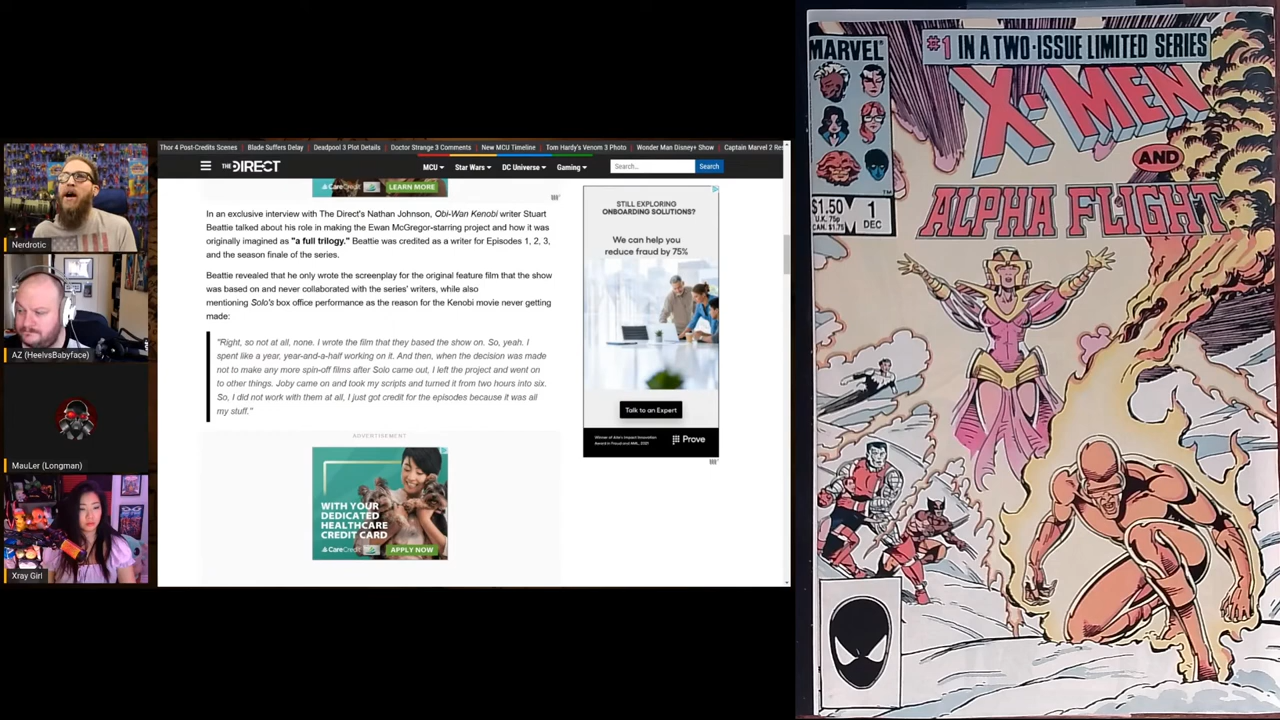 Nerdrotic
AZ (HeelvsBabyface)
MauLer (Longman)
Xray Girl
Thor 4 Post-Credits Scenes | Blade Suffers Delay | Deadpool 3 Plot Details | Doctor Strange 3 Comments | New MCU Timeline | Tom Hardy's Venom 3 Photo | Wonder Man Disney+ Show | Captain Marvel 2 Res
THE DIRECT
MCU Star Wars DC Universe Gaming Search... Search
CareCredit LEARN MORE
In an exclusive interview with The Direct's Nathan Johnson, Obi-Wan Kenobi writer Stuart
Beattie talked about his role in making the Ewan McGregor-starring project and how it was
originally imagined as "a full trilogy." Beattie was credited as a writer for Episodes 1, 2, 3,
and the season finale of the series.
Beattie revealed that he only wrote the screenplay for the original feature film that the show
was based on and never collaborated with the series' writers, while also
mentioning Solo's box office performance as the reason for the Kenobi movie never getting
made:
"Right, so not at all, none. I wrote the film that they based the show on. So, yeah. I
spent like a year, year-and-a-half working on it. And then, when the decision was made
not to make any more spin-off films after Solo came out, I left the project and went on
to other things. Joby came on and took my scripts and turned it from two hours into six.
So, I did not work with them at all, I just got credit for the episodes because it was all
my stuff."
ADVERTISEMENT
WITH YOUR
DEDICATED
HEALTHCARE
CREDIT CARD
CareCredit APPLY NOW
STILL EXPLORING
ONBOARDING SOLUTIONS?
We can help you
reduce fraud by 75%
Talk to an Expert
Prove
MARVEL
#1 IN A TWO-ISSUE LIMITED SERIES
X-MEN
AND
ALPHA FLIGHT
$1.50
U.K. 75p
CAN. $1.75
1
DEC